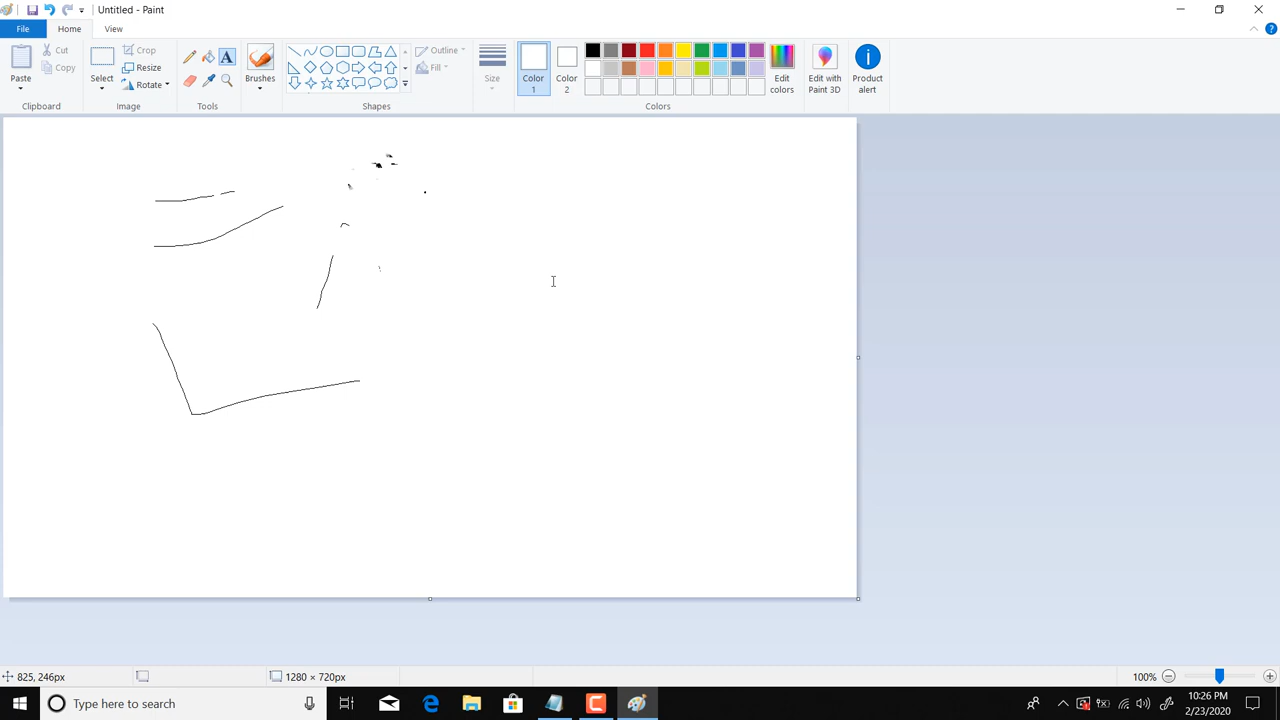 Untitled - Paint
File
Home
View
Paste
Cut
Copy
Clipboard
Select
Crop
Resize
Rotate
Image
A
Tools
Brushes
Outline
Fill
Shapes
Size
Color
1
Color
2
Edit
colors
Colors
Edit with
Paint 3D
Product
alert
825, 246px
1280 × 720px
100%
Type here to search
10:26 PM
2/23/2020